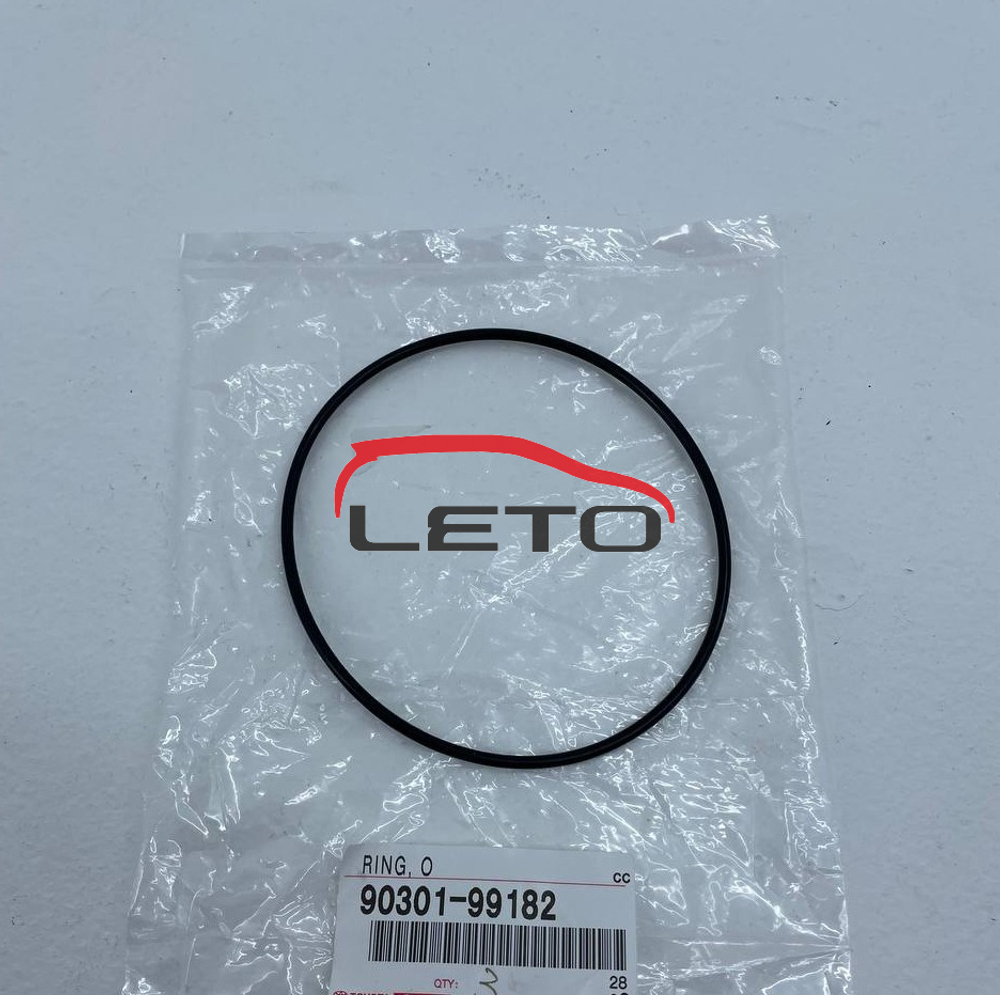 LETO
RING, O
CC
90301-99182
QTY:
28